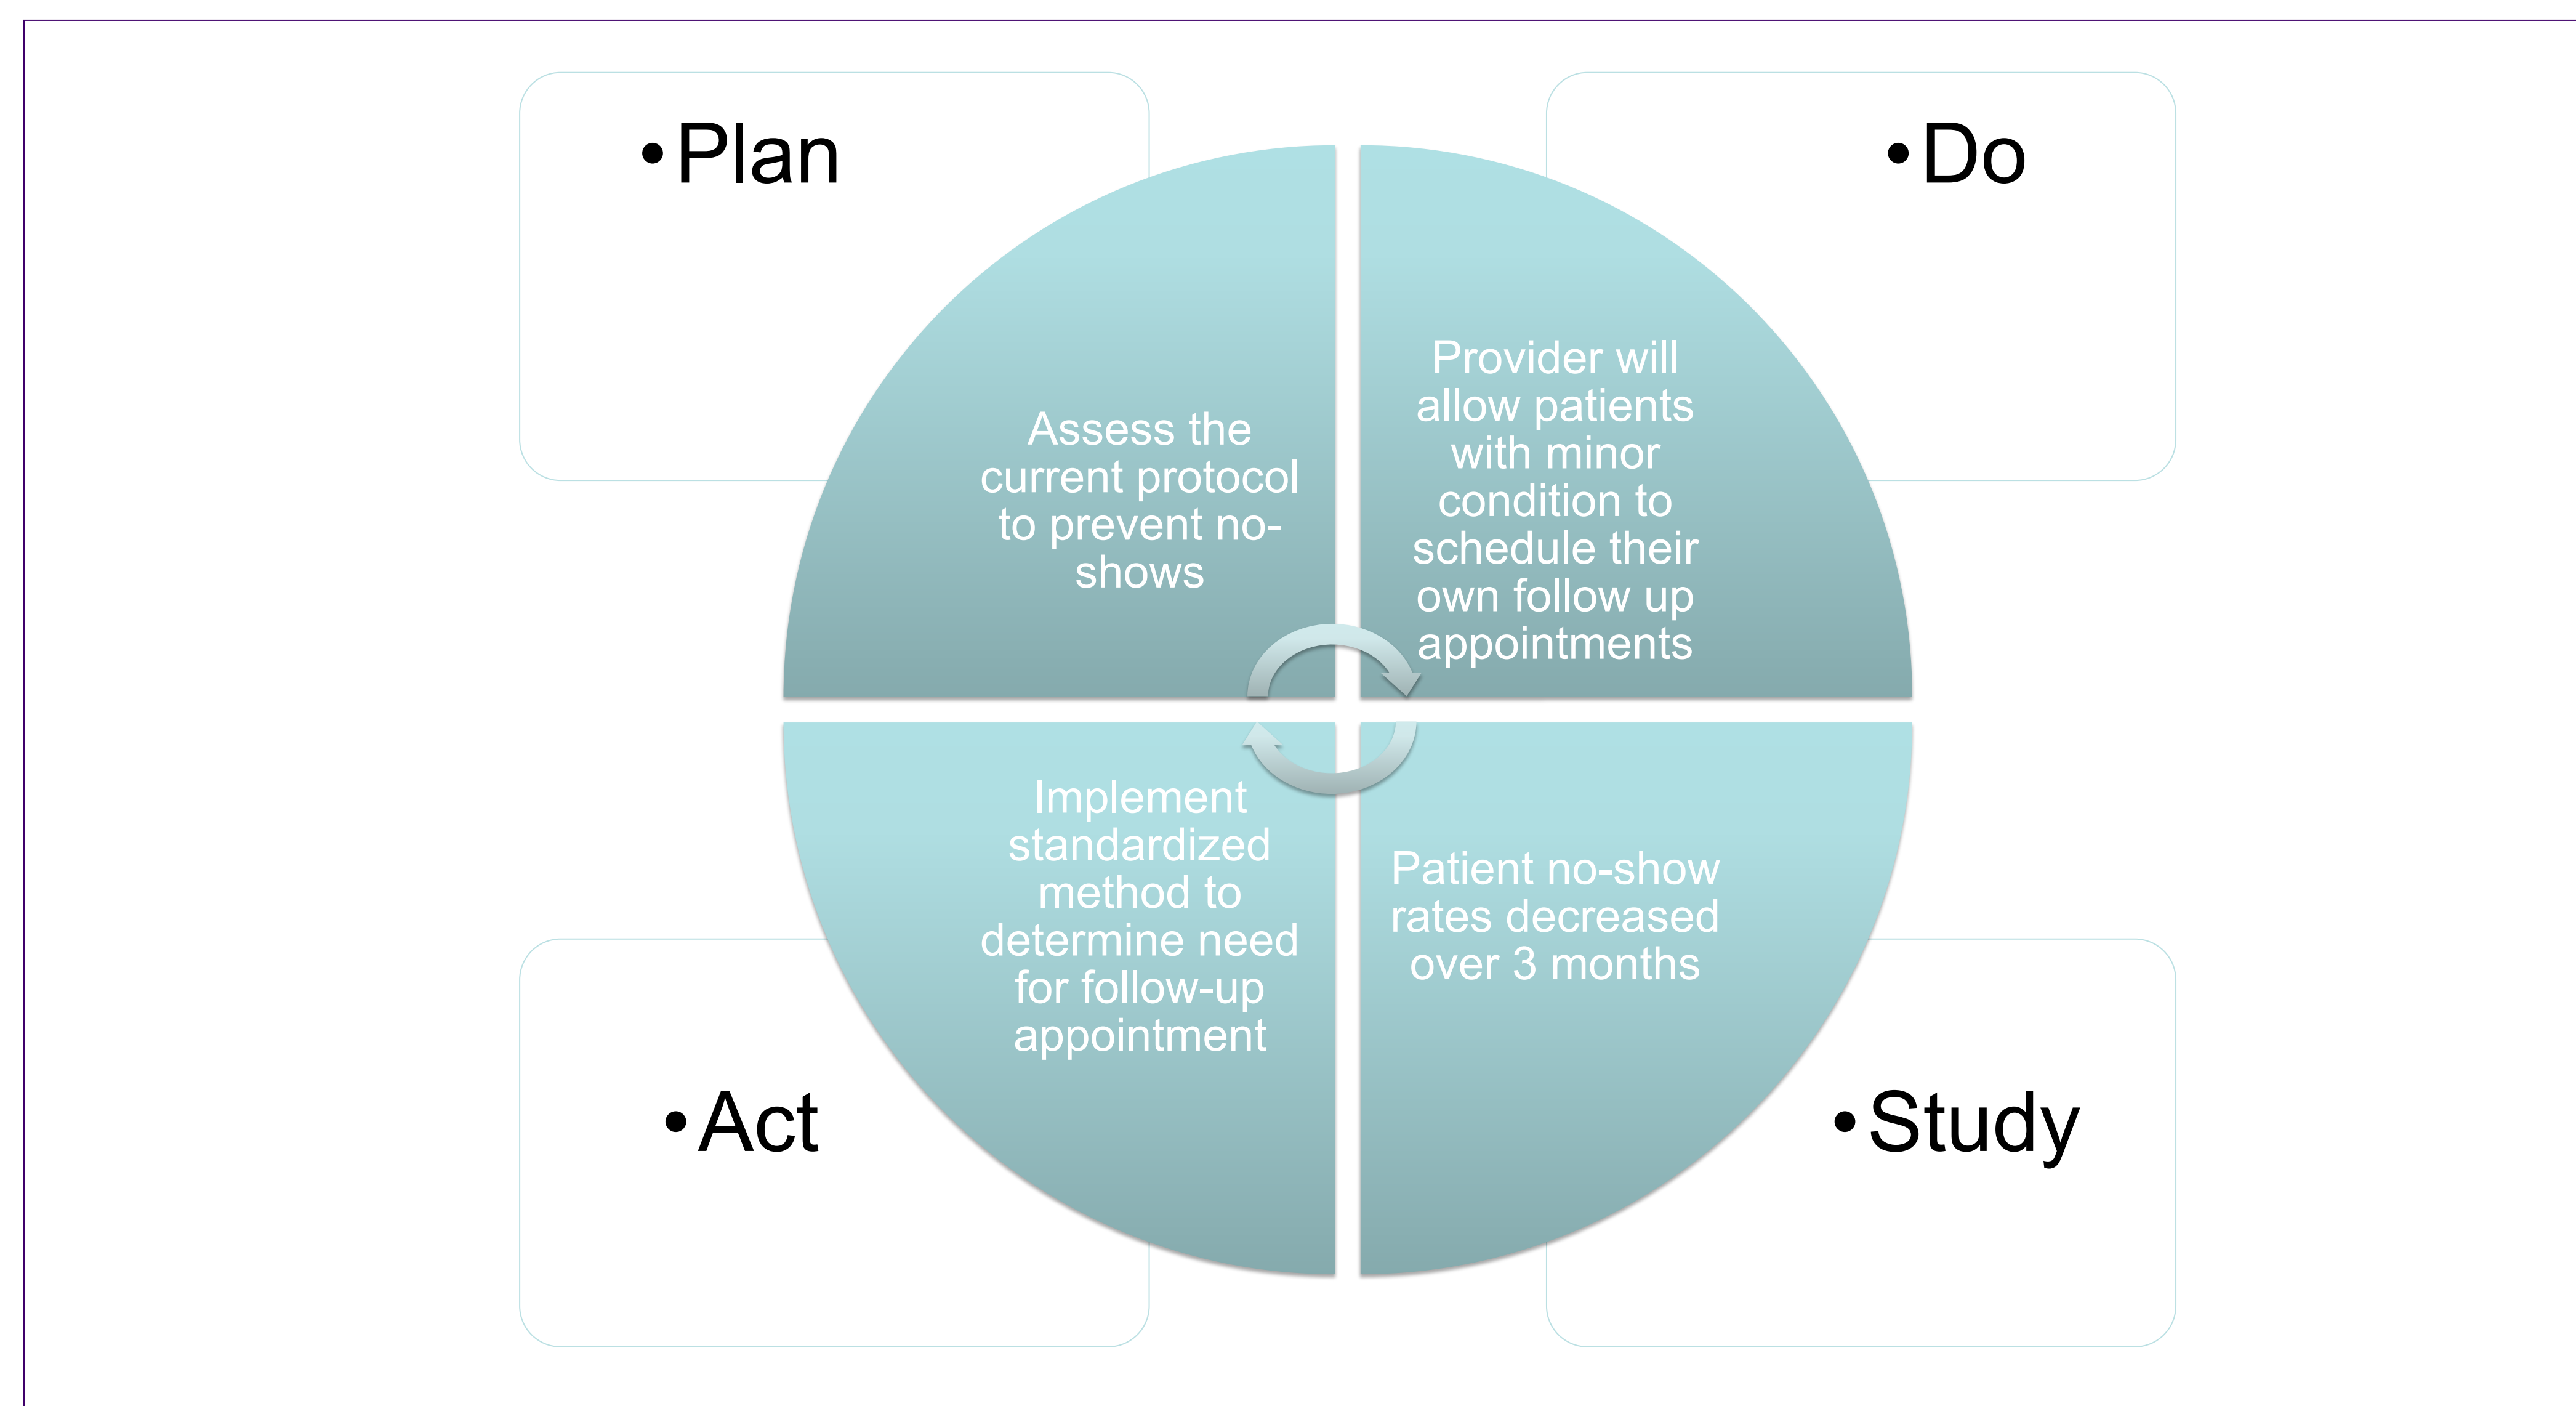 •Plan
•Do
Assess the
current protocol
to prevent no-
shows
Provider will
allow patients
with minor
condition to
schedule their
own follow up
appointments
Implement
standardized
method to
determine need
for follow-up
appointment
Patient no-show
rates decreased
over 3 months
•Act
•Study